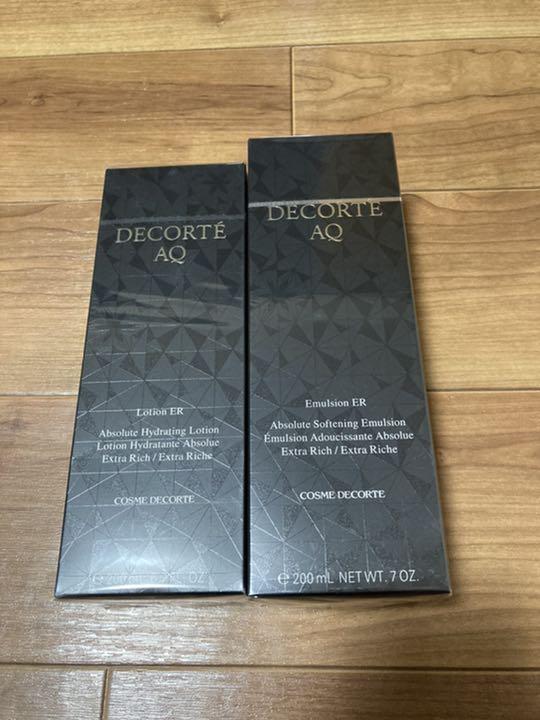 DECORTÉ
AQ
Lotion ER
Absolute Hydrating Lotion
Lotion Hydratante Absolue
Extra Rich / Extra Riche
COSME DECORTE
DECORTÉ
AQ
Emulsion ER
Absolute Softening Emulsion
Émulsion Adoucissante Absolue
Extra Rich / Extra Riche
COSME DECORTE
℮ 200 mL NET WT. 7 OZ.